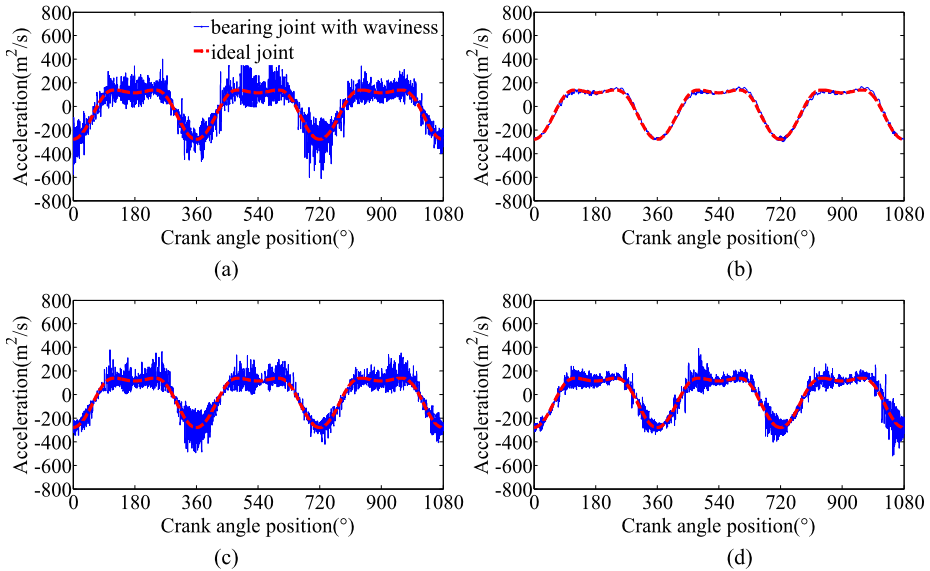 800
600
400
200
0
-200
-400
-600
-800
Acceleration(m²/s)
bearing joint with waviness
ideal joint
0 180 360 540 720 900 1080
Crank angle position(°)
(a)
800
600
400
200
0
-200
-400
-600
-800
Acceleration(m²/s)
0 180 360 540 720 900 1080
Crank angle position(°)
(b)
800
600
400
200
0
-200
-400
-600
-800
Acceleration(m²/s)
0 180 360 540 720 900 1080
Crank angle position(°)
(c)
800
600
400
200
0
-200
-400
-600
-800
Acceleration(m²/s)
0 180 360 540 720 900 1080
Crank angle position(°)
(d)